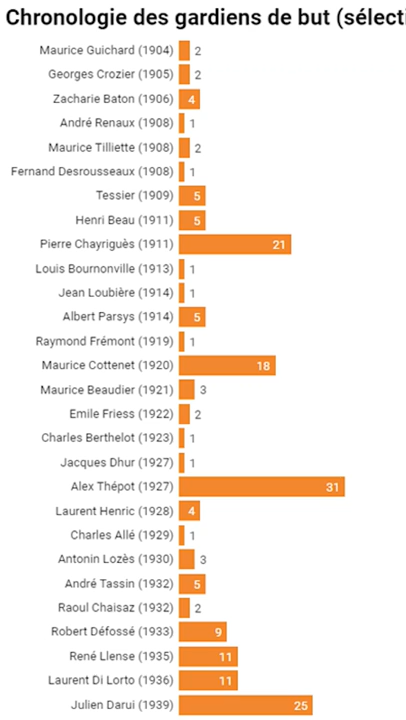 Chronologie des gardiens de but (sélecti
Maurice Guichard (1904) 2
Georges Crozier (1905) 2
Zacharie Baton (1906) 4
André Renaux (1908) 1
Maurice Tilliette (1908) 2
Fernand Desrousseaux (1908) 1
Tessier (1909) 5
Henri Beau (1911) 5
Pierre Chayriguès (1911) 21
Louis Bournonville (1913) 1
Jean Loubière (1914) 1
Albert Parsys (1914) 5
Raymond Frémont (1919) 1
Maurice Cottenet (1920) 18
Maurice Beaudier (1921) 3
Emile Friess (1922) 2
Charles Berthelot (1923) 1
Jacques Dhur (1927) 1
Alex Thépot (1927) 31
Laurent Henric (1928) 4
Charles Allé (1929) 1
Antonin Lozès (1930) 3
André Tassin (1932) 5
Raoul Chaisaz (1932) 2
Robert Défossé (1933) 9
René Llense (1935) 11
Laurent Di Lorto (1936) 11
Julien Darui (1939) 25